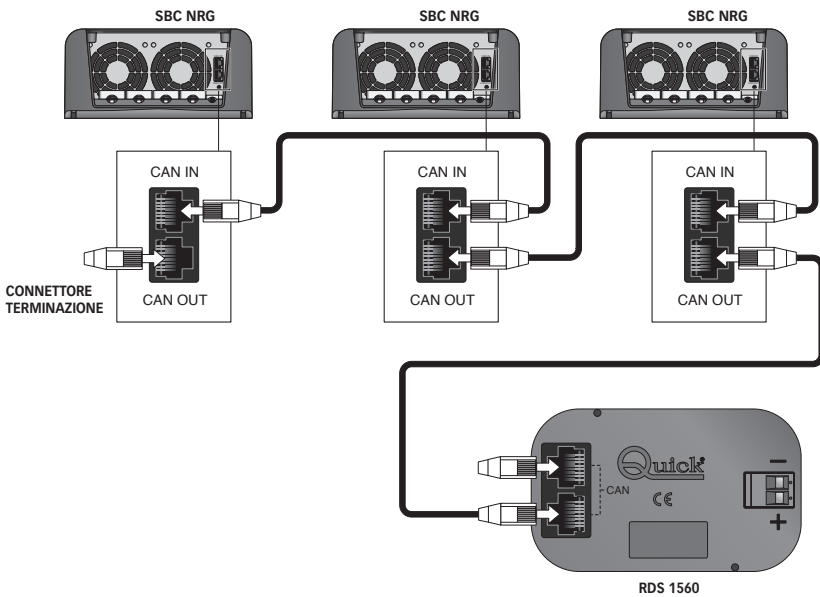 SBC NRG
SBC NRG
SBC NRG
CAN IN
CAN IN
CAN IN
CONNETTORE
TERMINAZIONE
CAN OUT
CAN OUT
CAN OUT
Quick®
CAN
CE
−
+
RDS 1560